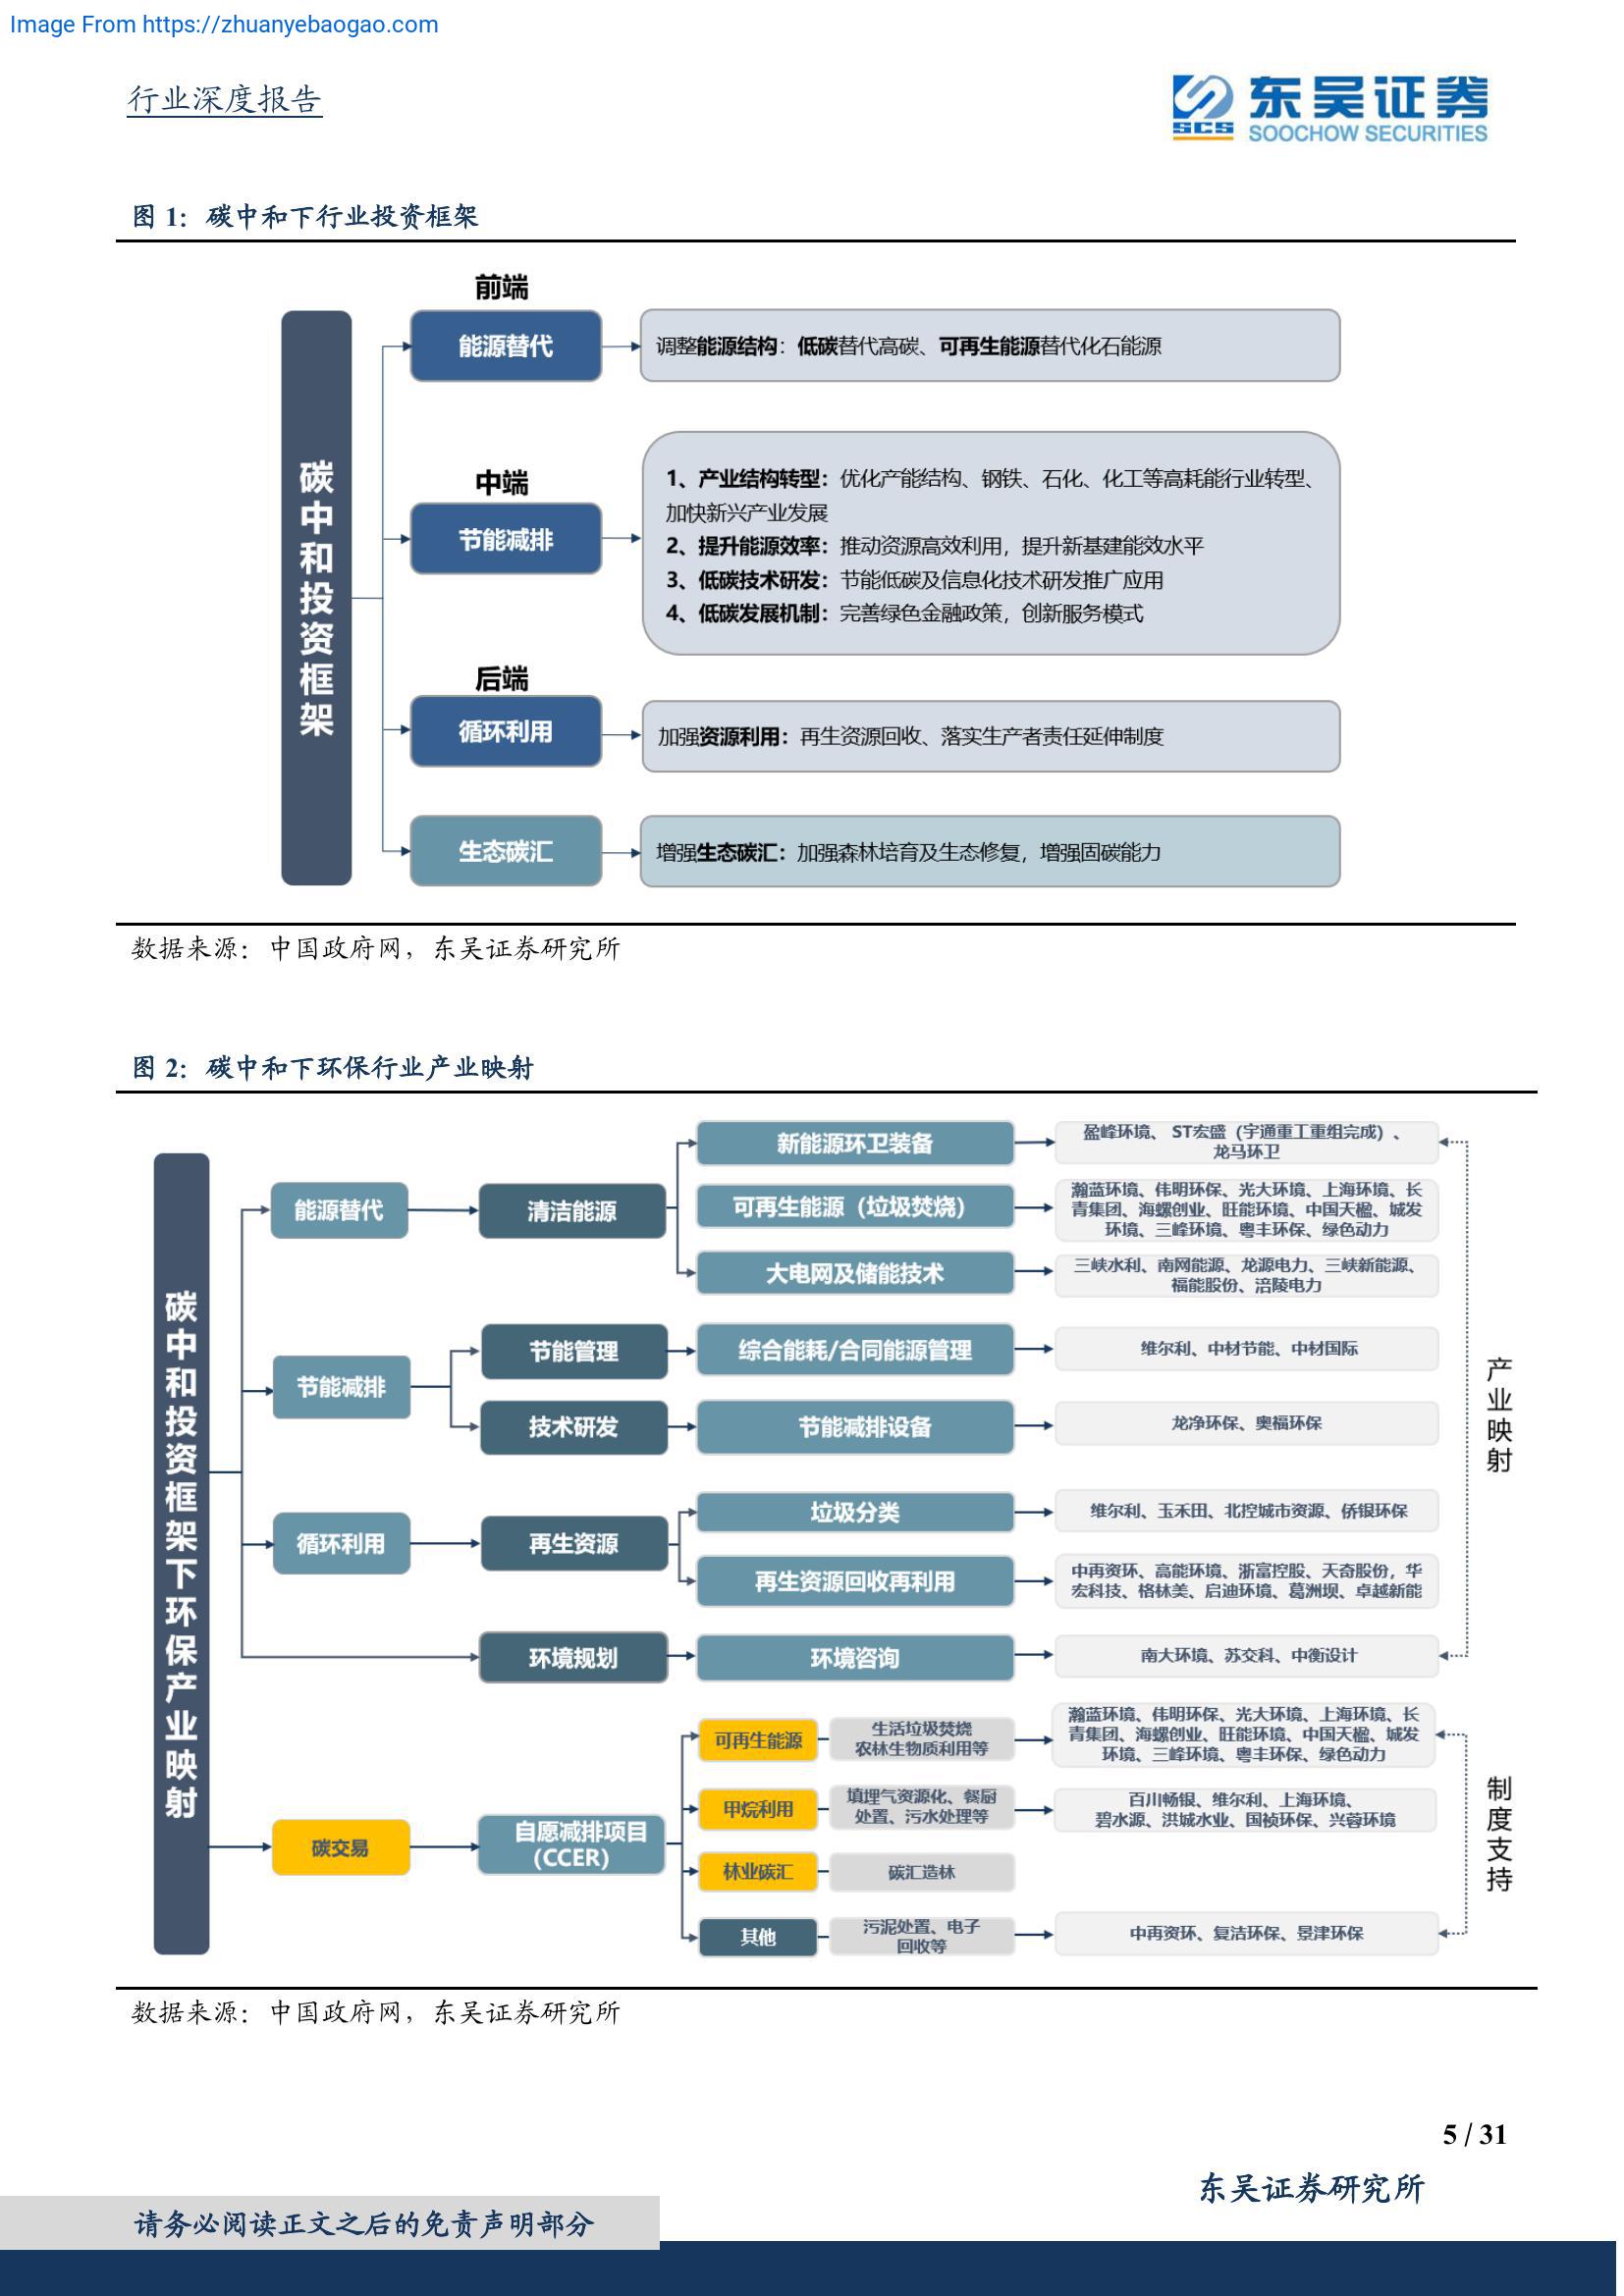 Image From https://zhuanyebaogao.com
行业深度报告
东吴证券
SCS
SOOCHOW SECURITIES
图 1：碳中和下行业投资框架
碳中和投资框架
前端
能源替代
调整能源结构：低碳替代高碳、可再生能源替代化石能源
中端
节能减排
1、产业结构转型：优化产能结构、钢铁、石化、化工等高耗能行业转型、
加快新兴产业发展
2、提升能源效率：推动资源高效利用，提升新基建能效水平
3、低碳技术研发：节能低碳及信息化技术研发推广应用
4、低碳发展机制：完善绿色金融政策，创新服务模式
后端
循环利用
加强资源利用：再生资源回收、落实生产者责任延伸制度
生态碳汇
增强生态碳汇：加强森林培育及生态修复，增强固碳能力
数据来源：中国政府网，东吴证券研究所
图 2：碳中和下环保行业产业映射
碳中和投资框架下环保产业映射
能源替代
清洁能源
新能源环卫装备
盈峰环境、 ST宏盛（宇通重工重组完成）、
龙马环卫
可再生能源（垃圾焚烧）
瀚蓝环境、伟明环保、光大环境、上海环境、长
青集团、海螺创业、旺能环境、中国天楹、城发
环境、三峰环境、粤丰环保、绿色动力
大电网及储能技术
三峡水利、南网能源、龙源电力、三峡新能源、
福能股份、涪陵电力
节能减排
节能管理
综合能耗/合同能源管理
维尔利、中材节能、中材国际
技术研发
节能减排设备
龙净环保、奥福环保
循环利用
再生资源
垃圾分类
维尔利、玉禾田、北控城市资源、侨银环保
再生资源回收再利用
中再资环、高能环境、浙富控股、天奇股份，华
宏科技、格林美、启迪环境、葛洲坝、卓越新能
环境规划
环境咨询
南大环境、苏交科、中衡设计
产业映射
碳交易
自愿减排项目
（CCER）
可再生能源
生活垃圾焚烧
农林生物质利用等
瀚蓝环境、伟明环保、光大环境、上海环境、长
青集团、海螺创业、旺能环境、中国天楹、城发
环境、三峰环境、粤丰环保、绿色动力
甲烷利用
填埋气资源化、餐厨
处置、污水处理等
百川畅银、维尔利、上海环境、
碧水源、洪城水业、国祯环保、兴蓉环境
林业碳汇
碳汇造林
其他
污泥处置、电子
回收等
中再资环、复洁环保、景津环保
制度支持
数据来源：中国政府网，东吴证券研究所
5 / 31
东吴证券研究所
请务必阅读正文之后的免责声明部分